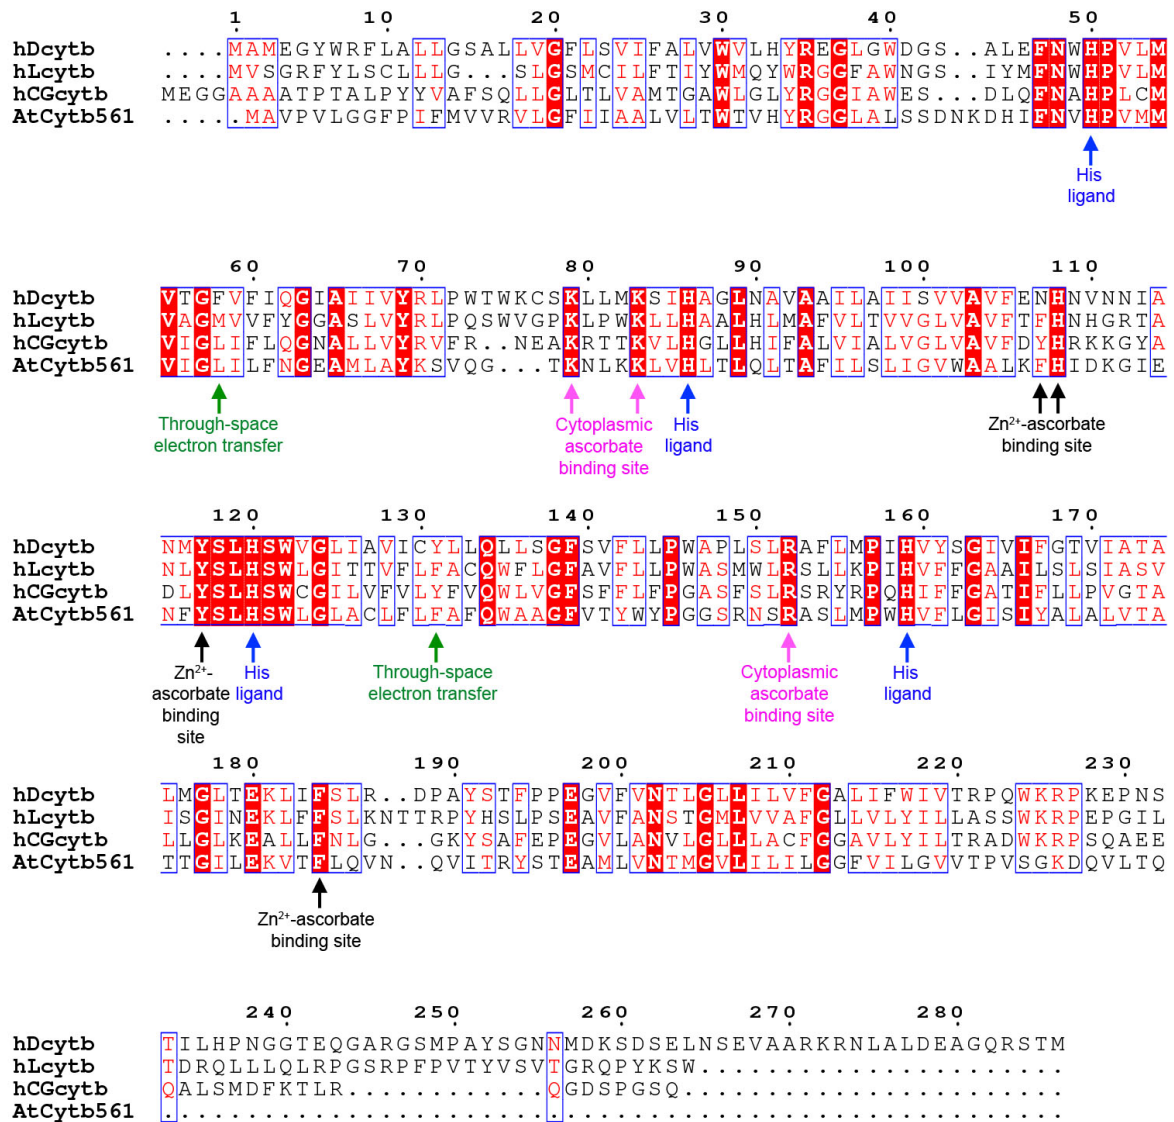 1 10 20 30 40 50
hDcytb ....MAMEGYWRFLALLGSALLVGFLSVIFALVWVLHYREGLGWDGS..ALEFNWHPVLM
hLcytb ....MVSGRFYLSCLLLG...SLGSMCILFTIYWMQYWRGGFAWNGS..IYMFNWHPVLM
hCGcytb MEGGAAAATPTALPYYVAFSQLLGLTLVAMTGAWLGLYRGGIAWES...DLQFNAHPLCM
AtCytb561 .....MAVPVLGGFPIFMVVRVLGFIIAALVLTWTVHYRGGLALSSDNKDHIFNVHPVMM
His
ligand
60 70 80 90 100 110
hDcytb VTGFVFIQGIAIIVYRLPWTWKCSKLLMKSIHAGLNAVAAILAIISVVAVFENHNVNNIA
hLcytb VAGMVVFYGGASLVYRLPQSWVGPKLPWKLLHAALHLMAFVLTVVGLVAVFTFHNHGRTA
hCGcytb VIGLIFLQGNALLVYRVFR..NEAKRTTKVLHGLLHIFALVIALVGLVAVFDYHRKKGYA
AtCytb561 VIGLILFNGEAMLAYKSVQG...TKNLKKLVHLTLQLTAFILSLIGVWAALKFHIDKGIE
Through-space
electron transfer
Cytoplasmic
ascorbate
binding site
His
ligand
Zn²⁺-ascorbate
binding site
120 130 140 150 160 170
hDcytb NMYSLHSWVGLIAVICYLLQLLSGFSVFLLPWAPLSLRAFLMPIHVYSGIVIFGTVIATA
hLcytb NLYSLHSWLGITTVFLFACQWFLGFAVFLLPWASMWLRSLLKPIHVFFGAAILSLSIASV
hCGcytb DLYSLHSWCGILVFVLYFVQWLVGFSFFLFPGASFSLRSRYRPQHIFFGATIFLLPVGTA
AtCytb561 NFYSLHSWLGLACLFLFAFQWAAGFVTYWYPGGSRNSRASLMPWHVFLGISIYALALVTA
Zn²⁺-
ascorbate
binding
site
His
ligand
Through-space
electron transfer
Cytoplasmic
ascorbate
binding site
His
ligand
180 190 200 210 220 230
hDcytb LMGLTEKLIFSLR..DPAYSTFPPEGVFVNTLGLLILVFGALIFWIVTRPQWKRPKEPNS
hLcytb ISGINEKLFFSLKNTTRPYHSLPSEAVFANSTGMLVVAFGLLVLYILLASSWKRPEPGIL
hCGcytb LLGLKEALLFNLG...GKYSAFEPEGVLANVLGLLLACFGGAVLYILTRADWKRPSQAEE
AtCytb561 TTGILEKVTFLQVN..QVITRYSTEAMLVNTMGVLILILGGFVILGVVTPVSGKDQVLTQ
Zn²⁺-ascorbate
binding site
240 250 260 270 280
hDcytb TILHPNGGTEQGARGSMPAYSGNNMDKSDSELNSEVAARKRNLALDEAGQRSTM
hLcytb TDRQLLLQLRPGSRPFPVTYVSVTGRQPYKSW......................
hCGcytb QALSMDFKTLR............QGDSPGSQ.......................
AtCytb561 ......................................................